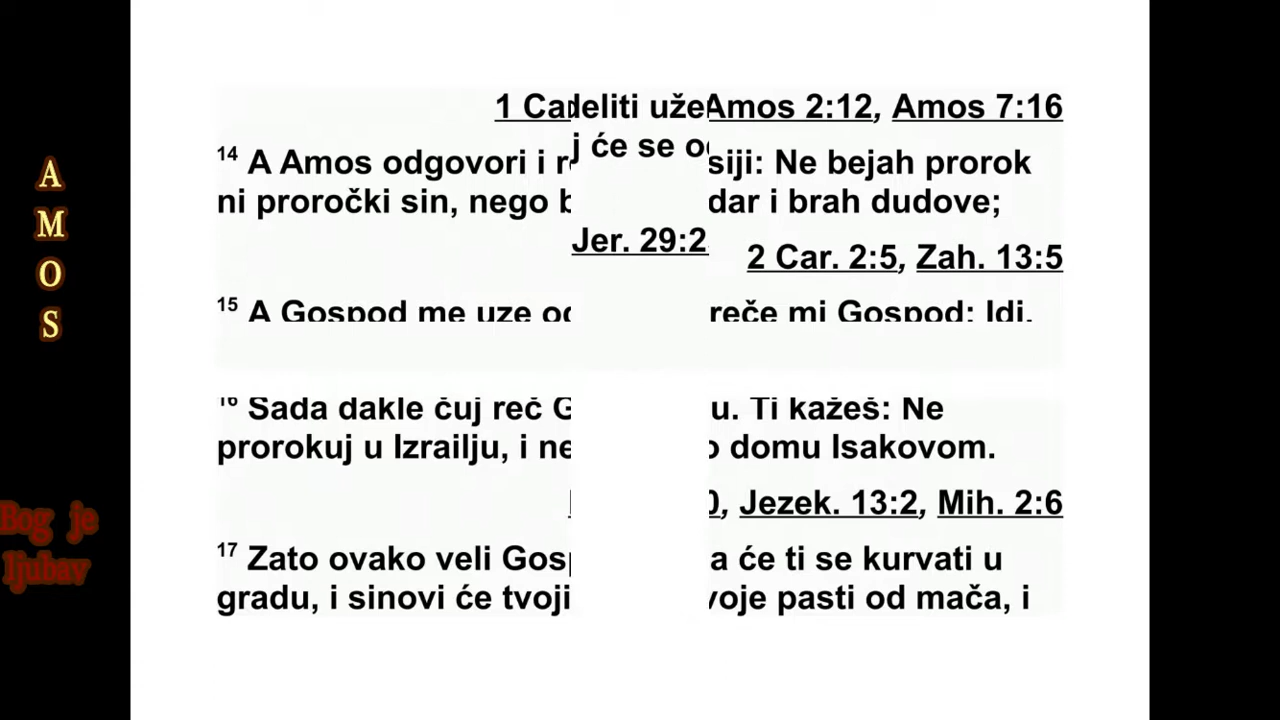 A
M
O
S
Bog je
ljubav
1 Ca deliti uže Amos 2:12, Amos 7:16
j će se
14 A Amos odgovori i siji: Ne bejah prorok
ni proročki sin, nego dar i brah dudove;
Jer. 29:2
2 Car. 2:5, Zah. 13:5
15 A Gospod me uze reče mi Gospod: Idi.
16 Sada dakle čuj reč u. Ti kažeš: Ne
prorokuj u Izrailju, i domu Isakovom.
Jezek. 13:2, Mih. 2:6
17 Zato ovako veli će ti se kurvati u
gradu, i sinovi će tvoji pasti od mača, i